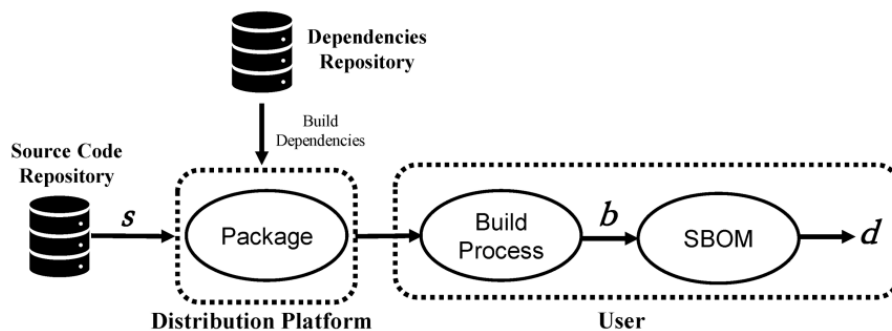 Dependencies
Repository
Build
Dependencies
Source Code
Repository
s
Package
Build
Process
b
SBOM
d
Distribution Platform
User